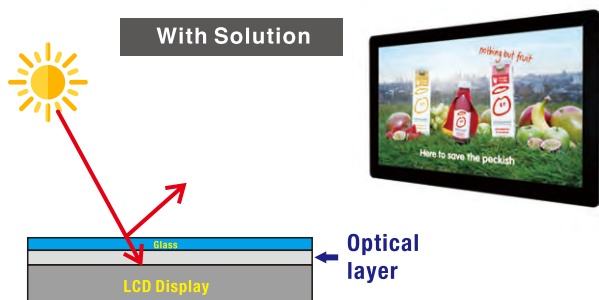 With Solution
nothing but fruit
Here to save the peckish
Glass
Optical
layer
LCD Display